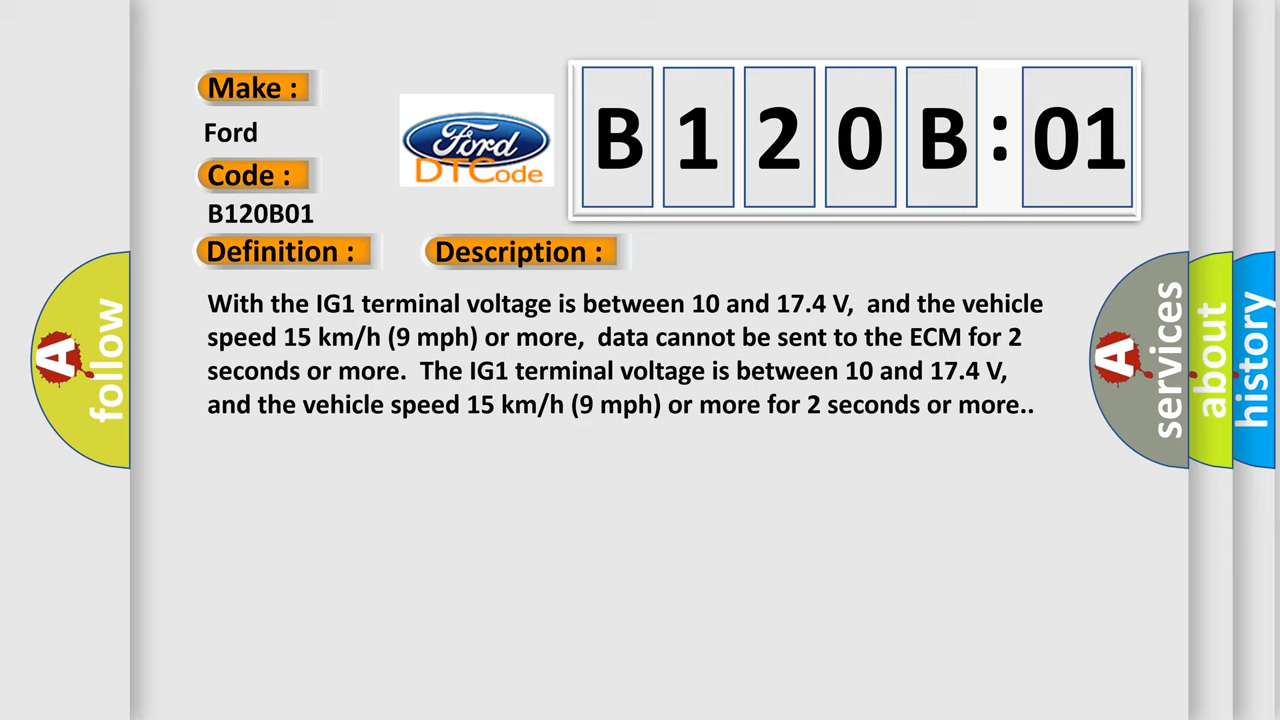 Make :
Ford
Code :
B120B01
Ford
DTCode
B120B:01
Definition :
Description :
With the IG1 terminal voltage is between 10 and 17.4 V,  and the vehicle
speed 15 km/h (9 mph) or more,  data cannot be sent to the ECM for 2
seconds or more.  The IG1 terminal voltage is between 10 and 17.4 V,
and the vehicle speed 15 km/h (9 mph) or more for 2 seconds or more..
A
follow
A
services
about
history